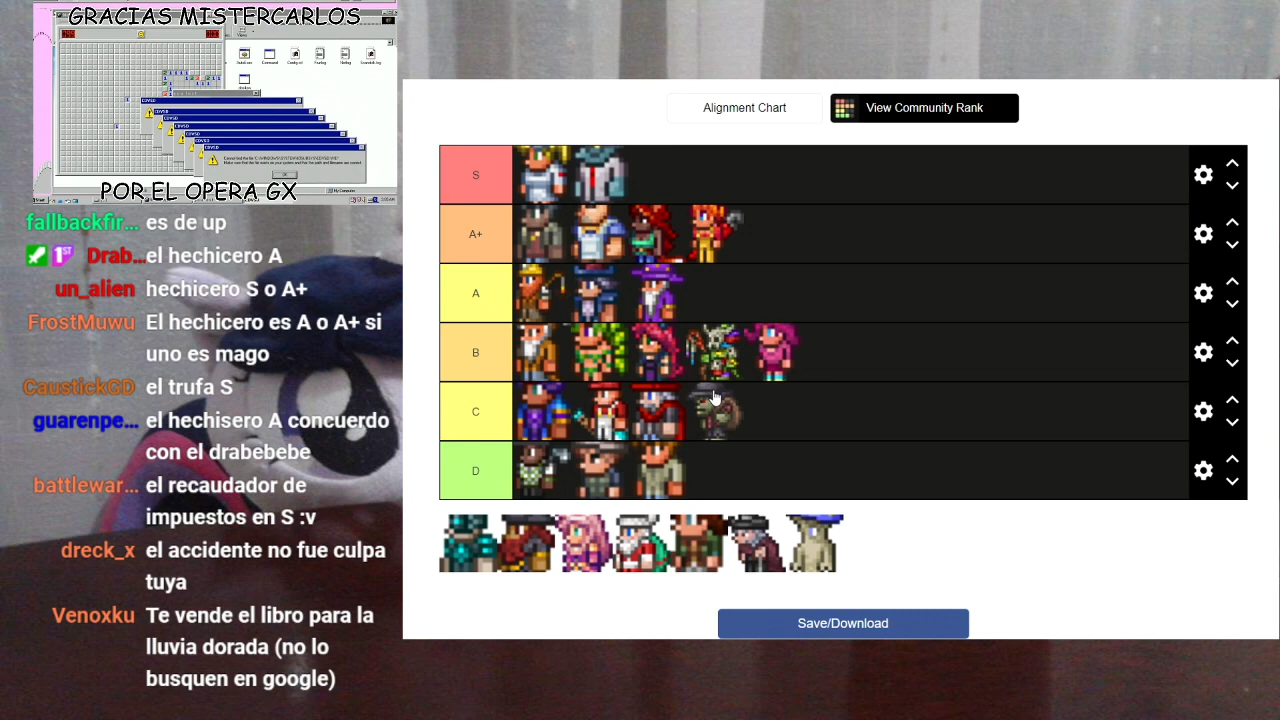 GRACIAS MISTERCARLOS
POR EL OPERA GX
fallbackfir... es de up
1ST Drab...el hechicero A
un_alien hechicero S o A+
FrostMuwu El hechicero es A o A+ si
uno es mago
CaustickGD el trufa S
guarenpe... el hechisero A concuerdo
con el drabebebe
battlewar... el recaudador de
impuestos en S :v
dreck_x el accidente no fue culpa
tuya
Venoxku Te vende el libro para la
lluvia dorada (no lo
busquen en google)
Alignment Chart
View Community Rank
S
A+
A
B
C
D
Save/Download